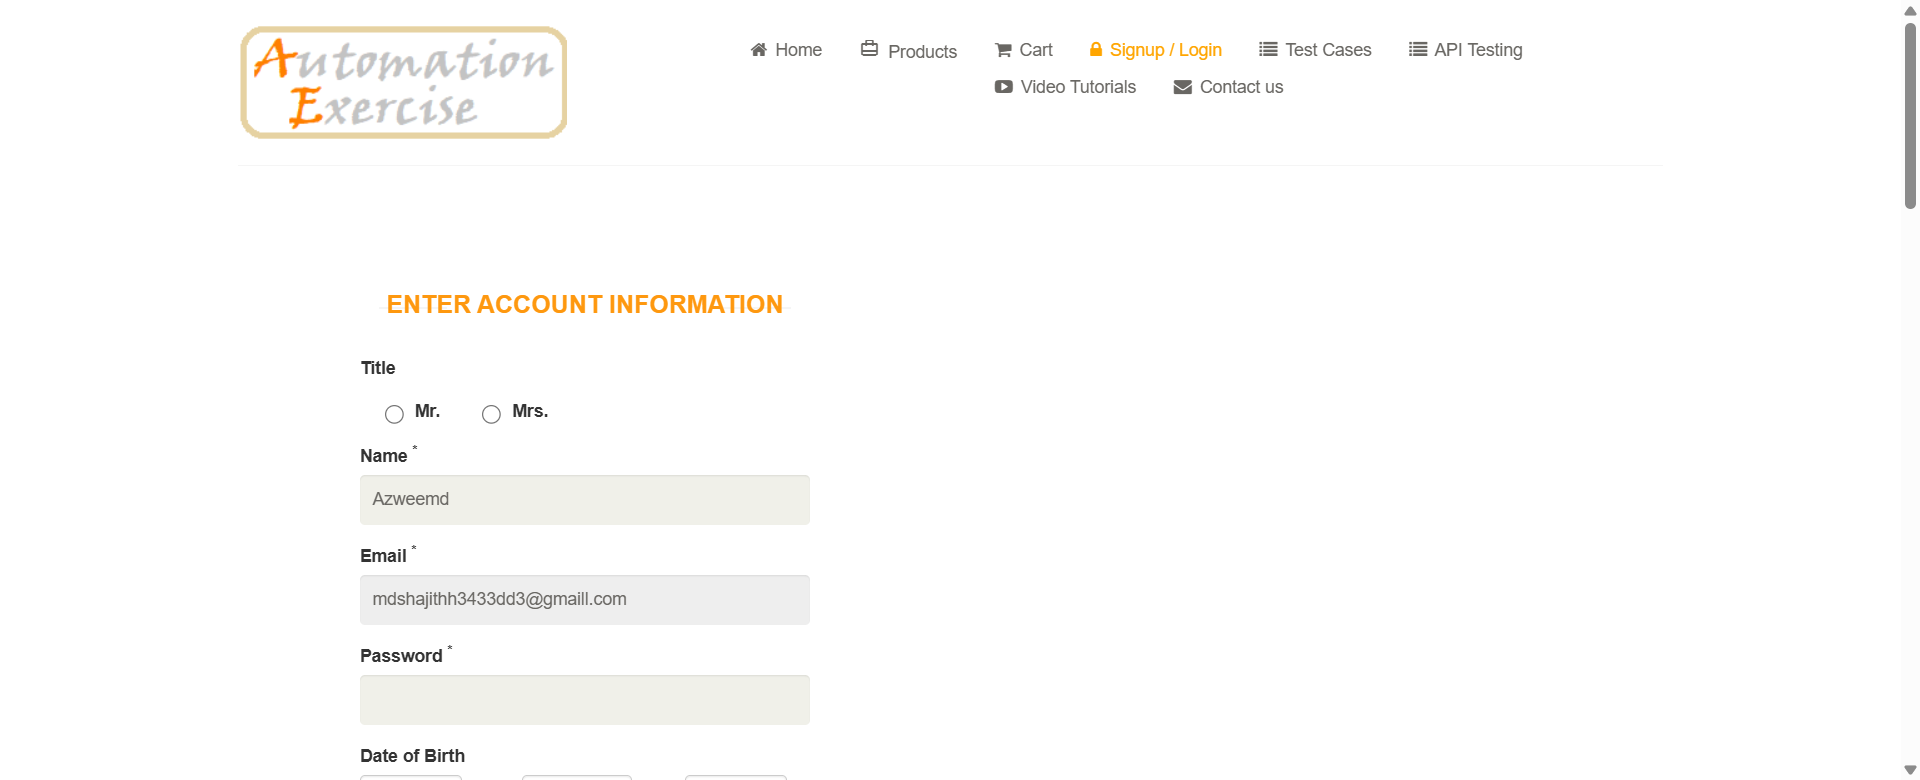 Automation
Exercise
Home Products Cart Signup / Login Test Cases API Testing
Video Tutorials Contact us
ENTER ACCOUNT INFORMATION
Title
Mr. Mrs.
Name *
Azweemd
Email *
mdshajithh3433dd3@gmaill.com
Password *
Date of Birth